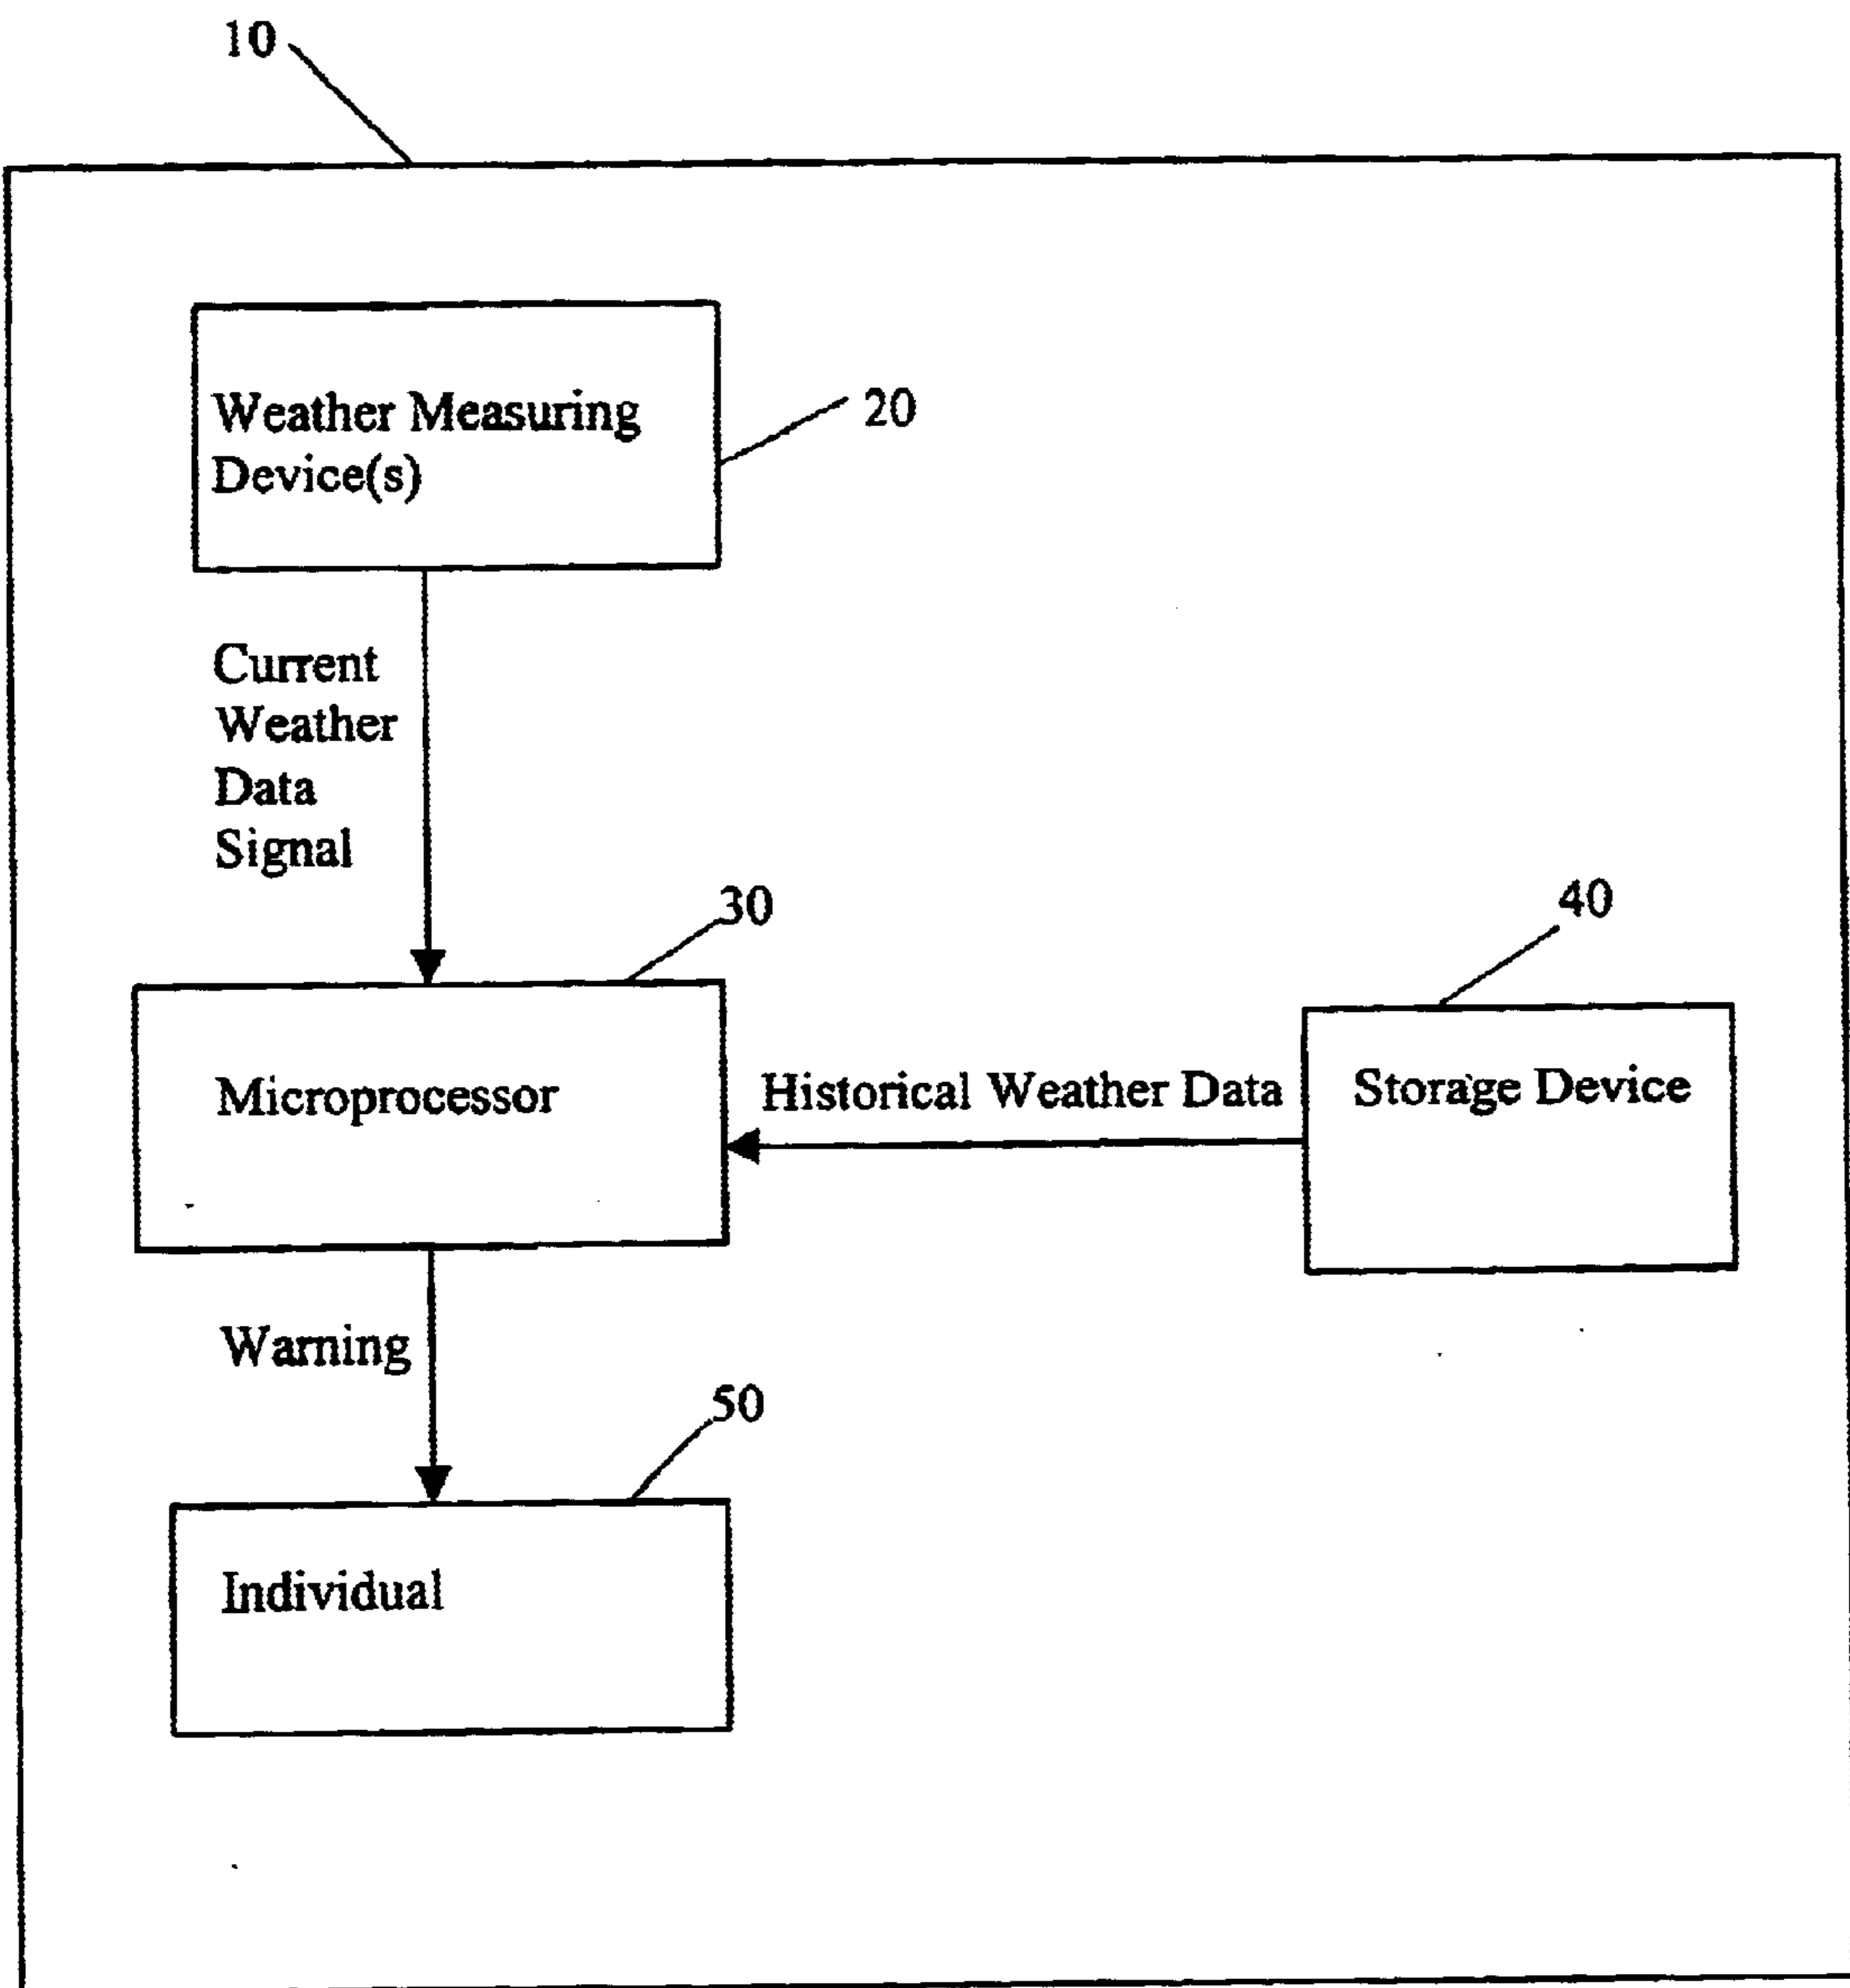 10
Weather Measuring
Device(s)
20
Current
Weather
Data
Signal
30
40
Microprocessor
Historical Weather Data
Storage Device
Warning
50
Individual